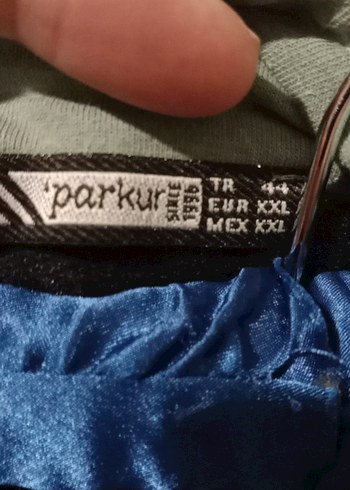 'parkur
SINCE
1996
TR 44
EUR XXL
MEX XXL